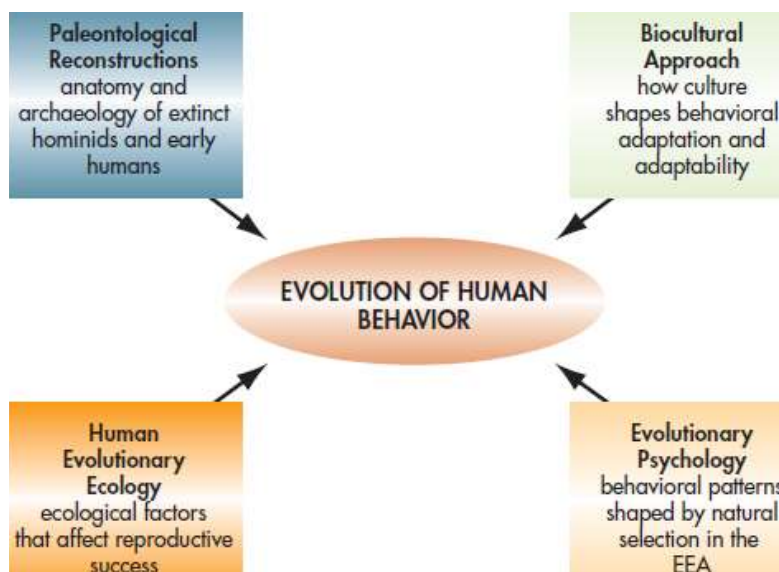 Paleontological
Reconstructions
anatomy and
archaeology of extinct
hominids and early
humans
Biocultural
Approach
how culture
shapes behavioral
adaptation and
adaptability
EVOLUTION OF HUMAN
BEHAVIOR
Human
Evolutionary
Ecology
ecological factors
that affect reproductive
success
Evolutionary
Psychology
behavioral patterns
shaped by natural
selection in the
EEA